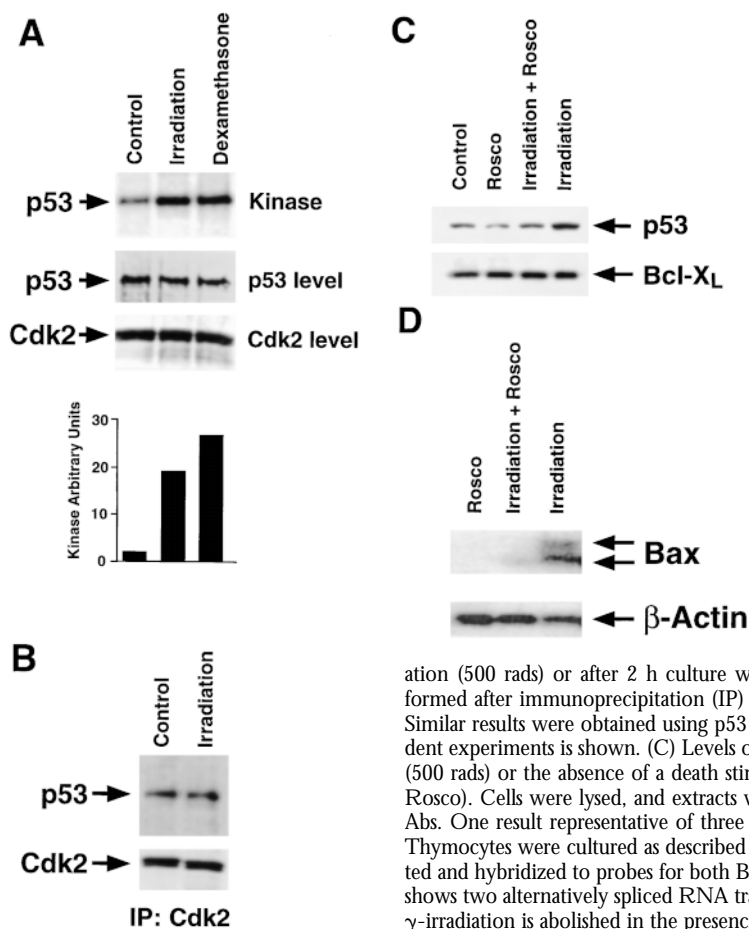 A
Control
Irradiation
Dexamethasone
p53
Kinase
p53
p53 level
Cdk2
Cdk2 level
Kinase Arbitrary Units
30
20
10
0
B
Control
Irradiation
p53
Cdk2
IP: Cdk2
C
Control
Rosco
Irradiation + Rosco
Irradiation
p53
Bcl-XL
D
Rosco
Irradiation + Rosco
Irradiation
Bax
β-Actin
ation (500 rads) or after 2 h culture w
formed after immunoprecipitation (IP)
Similar results were obtained using p53
dent experiments is shown. (C) Levels o
(500 rads) or the absence of a death stin
Rosco). Cells were lysed, and extracts v
Abs. One result representative of three
Thymocytes were cultured as described
ted and hybridized to probes for both B
shows two alternatively spliced RNA tra
γ-irradiation is abolished in the presenc